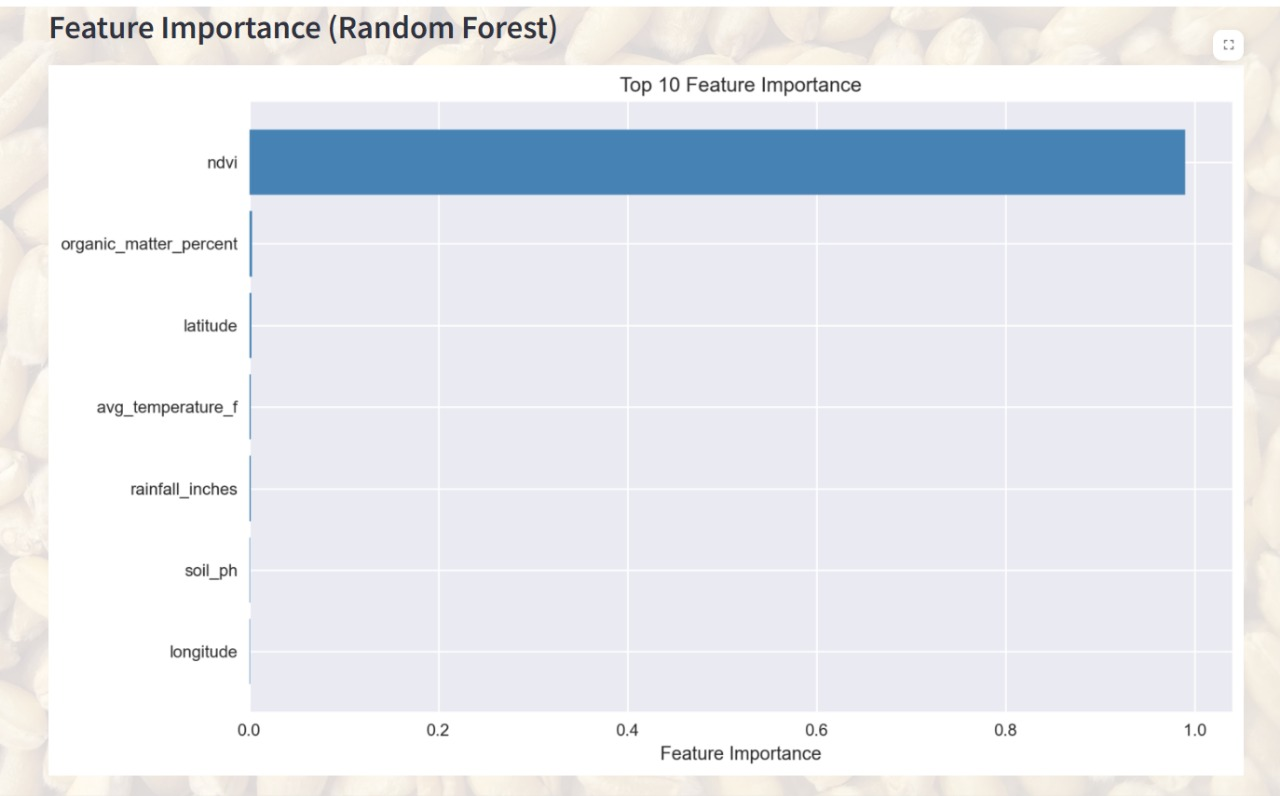 Feature Importance (Random Forest)
Top 10 Feature Importance
ndvi
organic_matter_percent
latitude
avg_temperature_f
rainfall_inches
soil_ph
longitude
0.0 0.2 0.4 0.6 0.8 1.0
Feature Importance